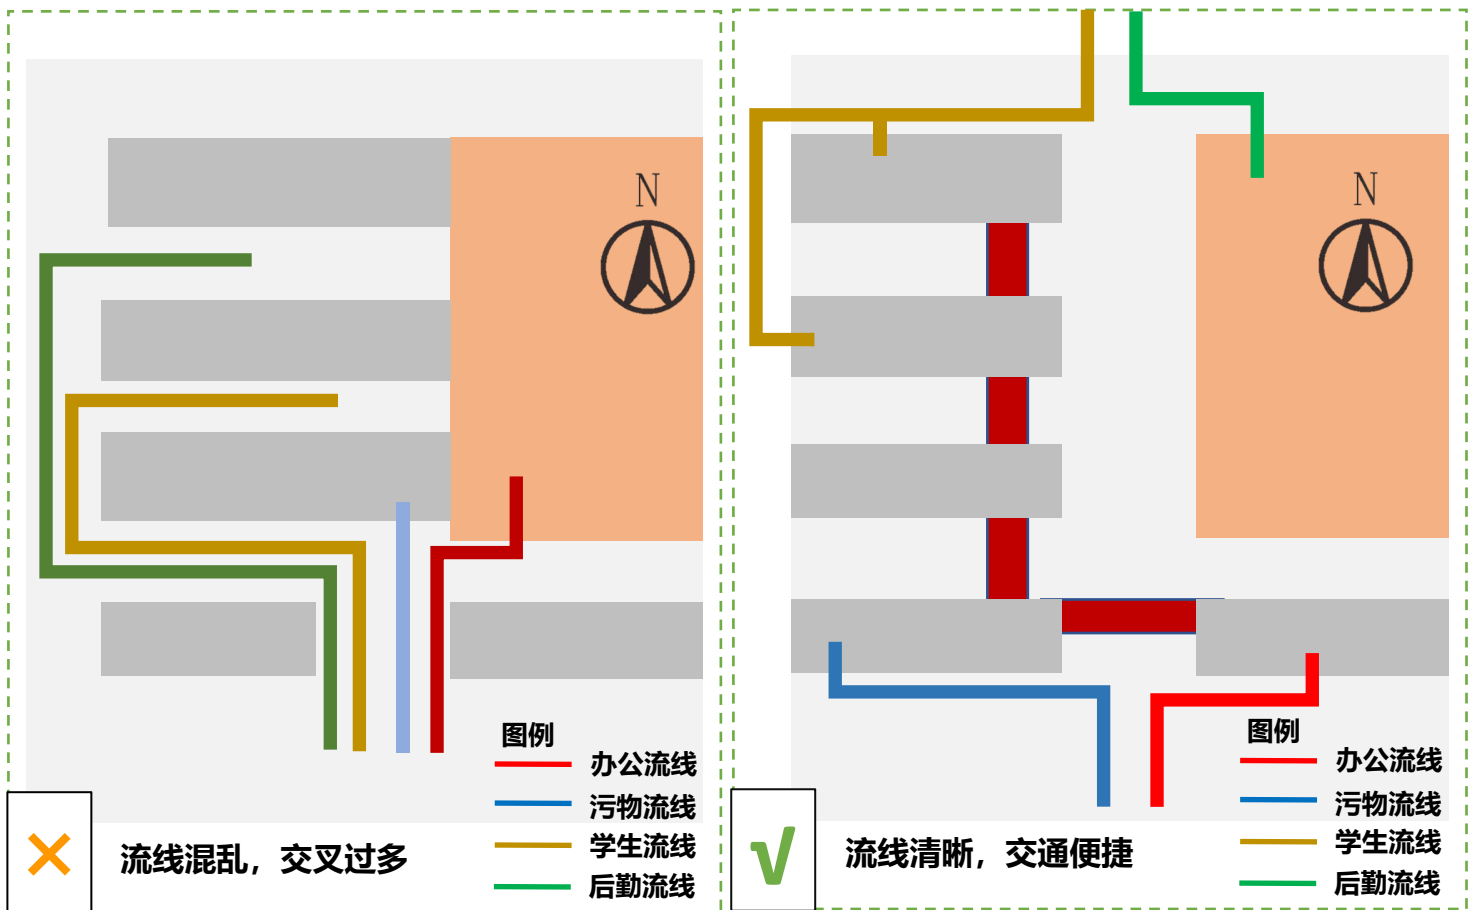 N
图例
办公流线
污物流线
学生流线
后勤流线
流线混乱，交叉过多
N
图例
办公流线
污物流线
学生流线
后勤流线
流线清晰，交通便捷